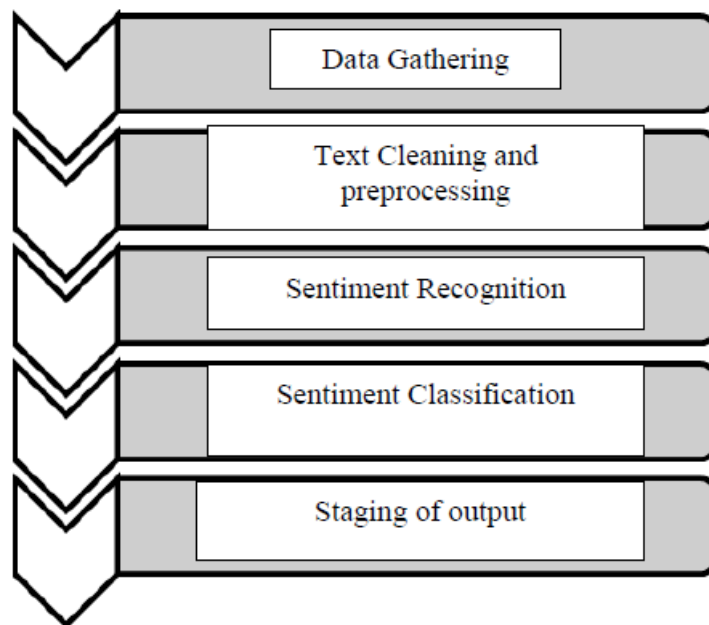 Data Gathering
Text Cleaning and
preprocessing
Sentiment Recognition
Sentiment Classification
Staging of output